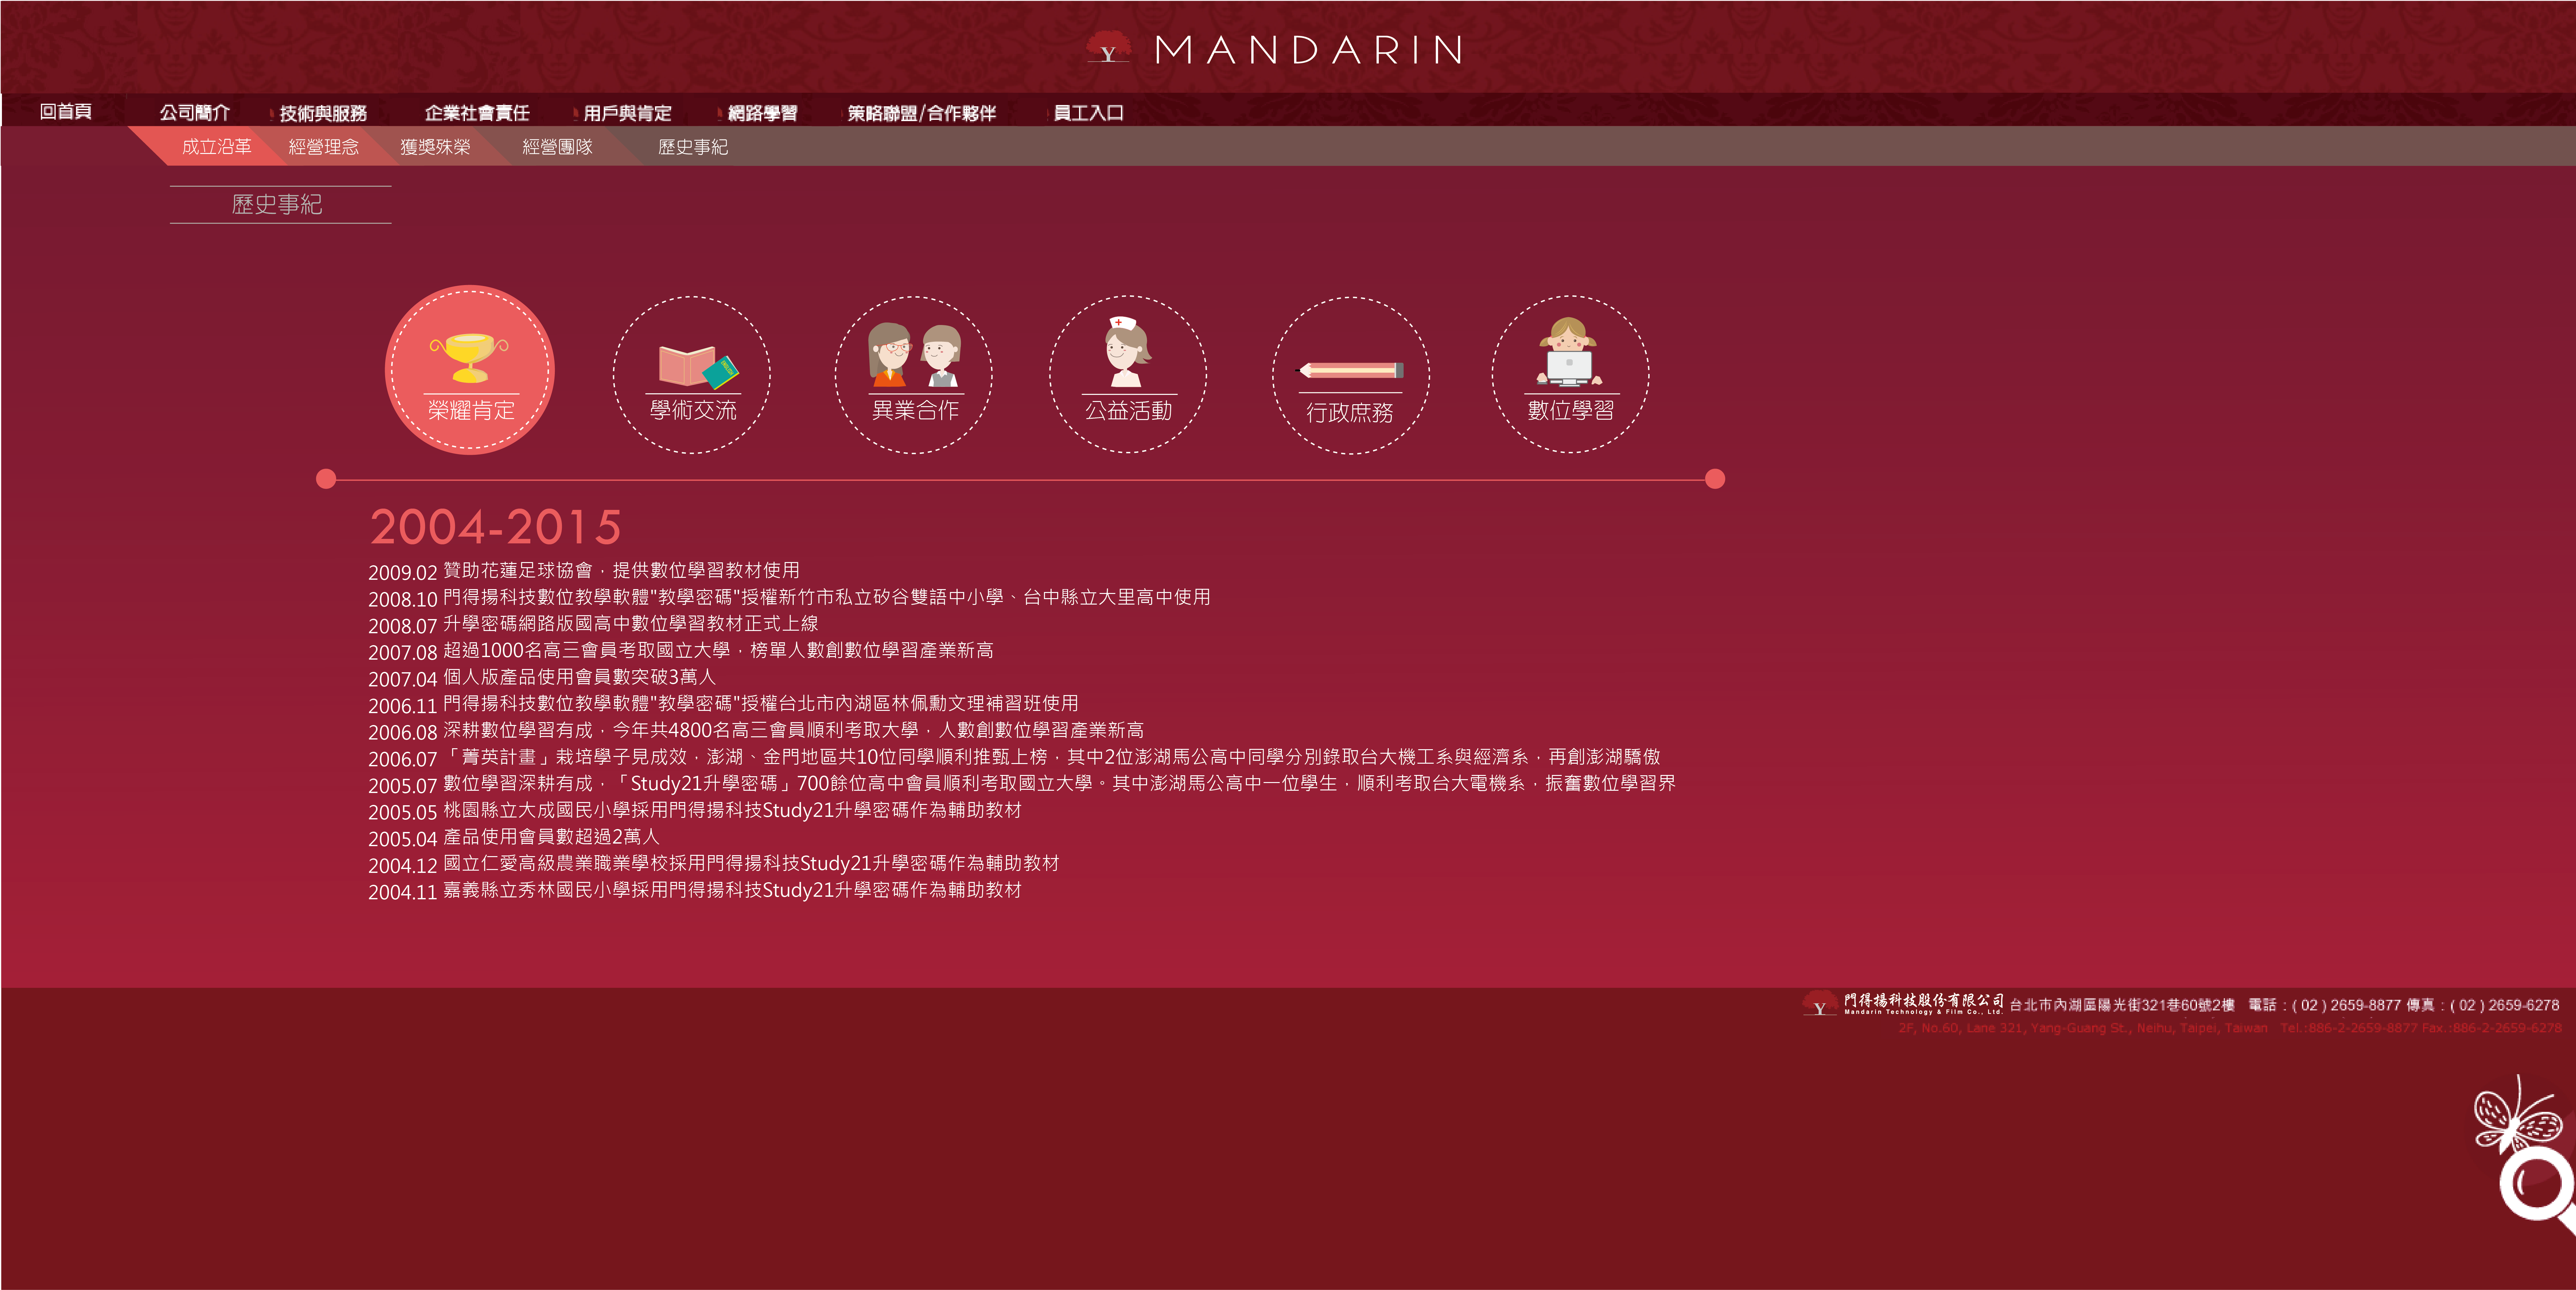 Y MANDARIN
回首頁 公司簡介 技術與服務 企業社會責任 用戶與肯定 網路學習 策略聯盟/合作夥伴 員工入口
成立沿革 經營理念 獲獎殊榮 經營團隊 歷史事紀
歷史事紀
榮耀肯定 學術交流 異業合作 公益活動 行政庶務 數位學習
2004-2015
2009.02 贊助花蓮足球協會，提供數位學習教材使用
2008.10 門得揚科技數位教學軟體"教學密碼"授權新竹市私立矽谷雙語中小學、台中縣立大里高中使用
2008.07 升學密碼網路版國高中數位學習教材正式上線
2007.08 超過1000名高三會員考取國立大學，榜單人數創數位學習產業新高
2007.04 個人版產品使用會員數突破3萬人
2006.11 門得揚科技數位教學軟體"教學密碼"授權台北市內湖區林佩勳文理補習班使用
2006.08 深耕數位學習有成，今年共4800名高三會員順利考取大學，人數創數位學習產業新高
2006.07 「菁英計畫」栽培學子見成效，澎湖、金門地區共10位同學順利推甄上榜，其中2位澎湖馬公高中同學分別錄取台大機工系與經濟系，再創澎湖驕傲
2005.07 數位學習深耕有成，「Study21升學密碼」700餘位高中會員順利考取國立大學。其中澎湖馬公高中一位學生，順利考取台大電機系，振奮數位學習界
2005.05 桃園縣立大成國民小學採用門得揚科技Study21升學密碼作為輔助教材
2005.04 產品使用會員數超過2萬人
2004.12 國立仁愛高級農業職業學校採用門得揚科技Study21升學密碼作為輔助教材
2004.11 嘉義縣立秀林國民小學採用門得揚科技Study21升學密碼作為輔助教材
Y 門得揚科技股份有限公司 台北市內湖區陽光街321巷60號2樓 電話：( 02 ) 2659-8877 傳真：( 02 ) 2659-6278
Mandarin Technology & Film Co., Ltd.
2F, No.60, Lane 321, Yang-Guang St., Neihu, Taipei, Taiwan Tel.:886-2-2659-8877 Fax.:886-2-2659-6278